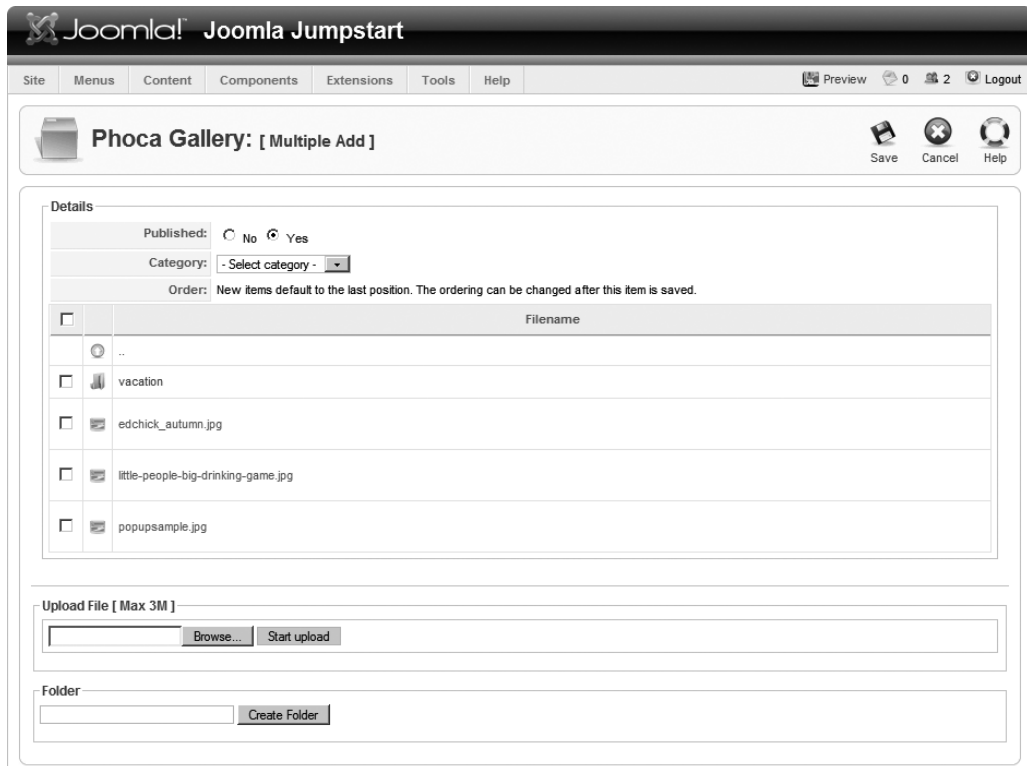 Joomla!™ Joomla Jumpstart
Site Menus Content Components Extensions Tools Help Preview 0 2 Logout
Phoca Gallery: [ Multiple Add ]
Save Cancel Help
Details
Published: No Yes
Category: - Select category -
Order: New items default to the last position. The ordering can be changed after this item is saved.
Filename
..
vacation
edchick_autumn.jpg
little-people-big-drinking-game.jpg
popupsample.jpg
Upload File [ Max 3M ]
Browse... Start upload
Folder
Create Folder